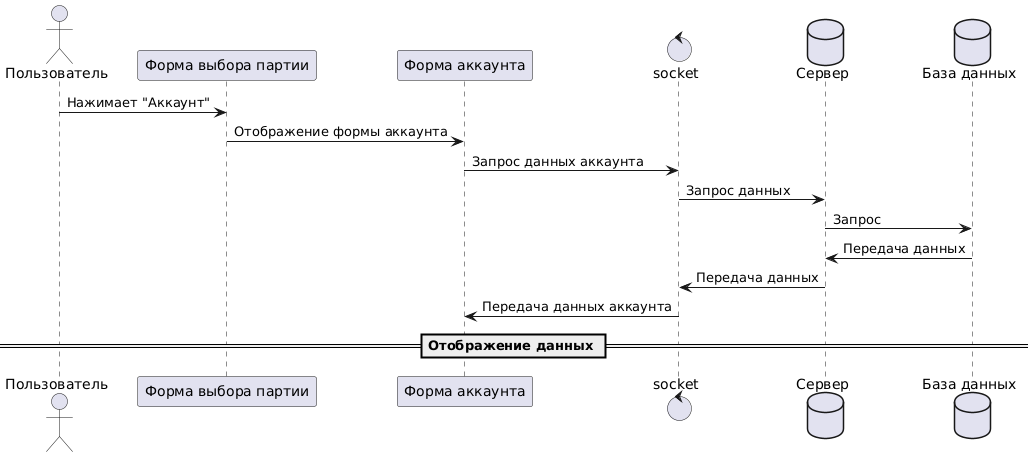 Пользователь
Форма выбора партии
Форма аккаунта
socket
Сервер
База данных
Нажимает "Аккаунт"
Отображение формы аккаунта
Запрос данных аккаунта
Запрос данных
Запрос
Передача данных
Передача данных
Передача данных аккаунта
Отображение данных
Пользователь
Форма выбора партии
Форма аккаунта
socket
Сервер
База данных